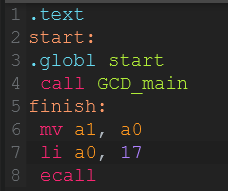 1 .text
2 start:
3 .globl start
4 call GCD_main
5 finish:
6 mv a1, a0
7 li a0, 17
8 ecall